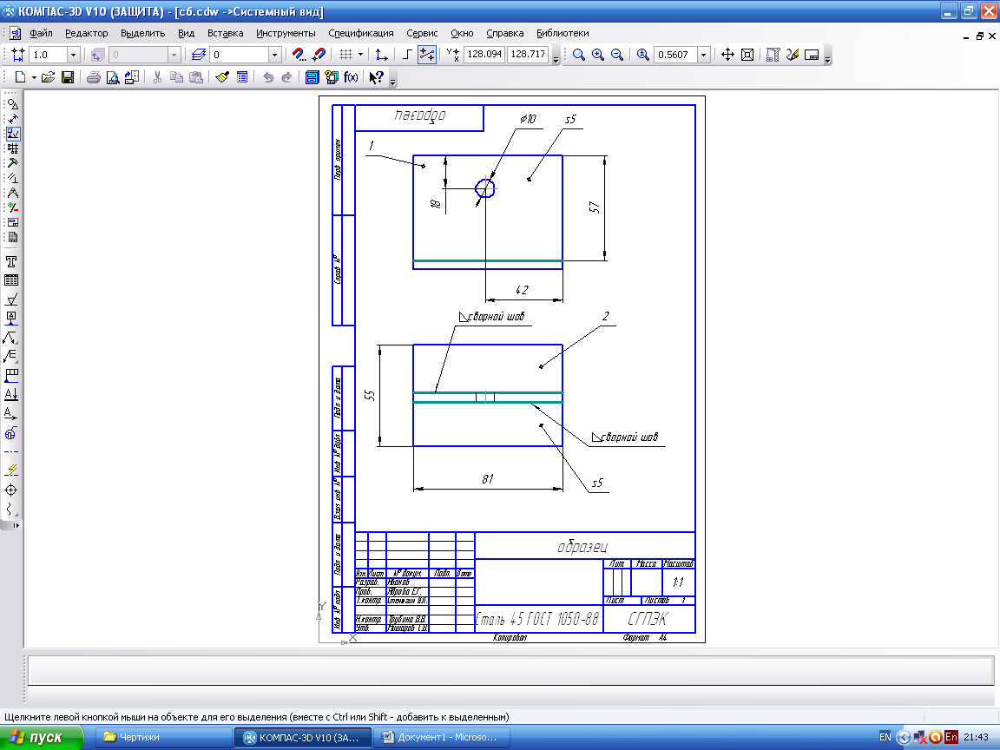 КОМПАС-3D V10 (ЗАЩИТА) - [сб.cdw ->Системный вид]
Файл Редактор Выделить Вид Вставка Инструменты Спецификация Сервис Окно Справка Библиотеки
1.0 0 0 128.094 128.717 0.5607
f(x)
образец
⌀10 s5
1
18
57
42
сварной шов 2
55
сварной шов
81 s5
Перв. примен.
Справ. №
Подп. и дата
Инв. № дубл.
Взам. инв. №
Подп. и дата
Инв. № подл.
образец
Лит. Масса Масштаб
Изм. Лист № докум. Подп. Дата
Разраб. Иванов
1:1
Пров.
Т.контр.
Лист Листов 1
Н.контр. Трубина В.В.
Утв.
Сталь 45 ГОСТ 1050-88 СГПЭК
Копировал Формат А4
Y
X
Щелкните левой кнопкой мыши на объекте для его выделения (вместе с Ctrl или Shift - добавить к выделенным)
пуск Чертижи КОМПАС-3D V10 (ЗА... Документ1 - Microso... EN En 21:43